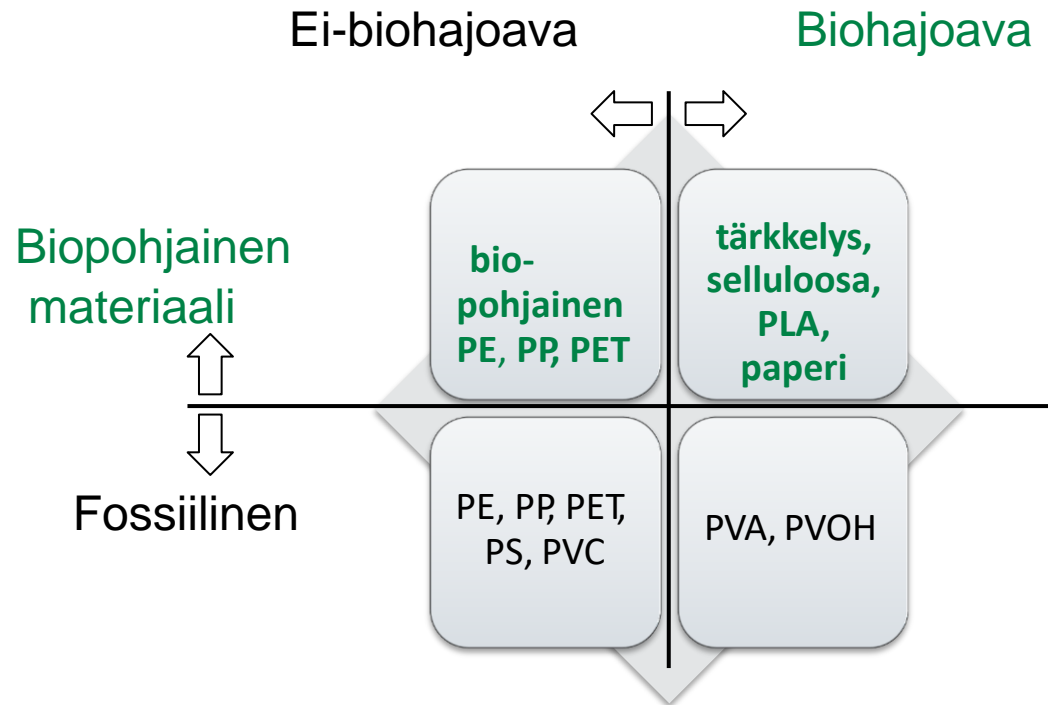 Ei-biohajoava
Biohajoava
Biopohjainen
materiaali
bio-
pohjainen
PE, PP, PET
tärkkelys,
selluloosa,
PLA,
paperi
Fossiilinen
PE, PP, PET,
PS, PVC
PVA, PVOH